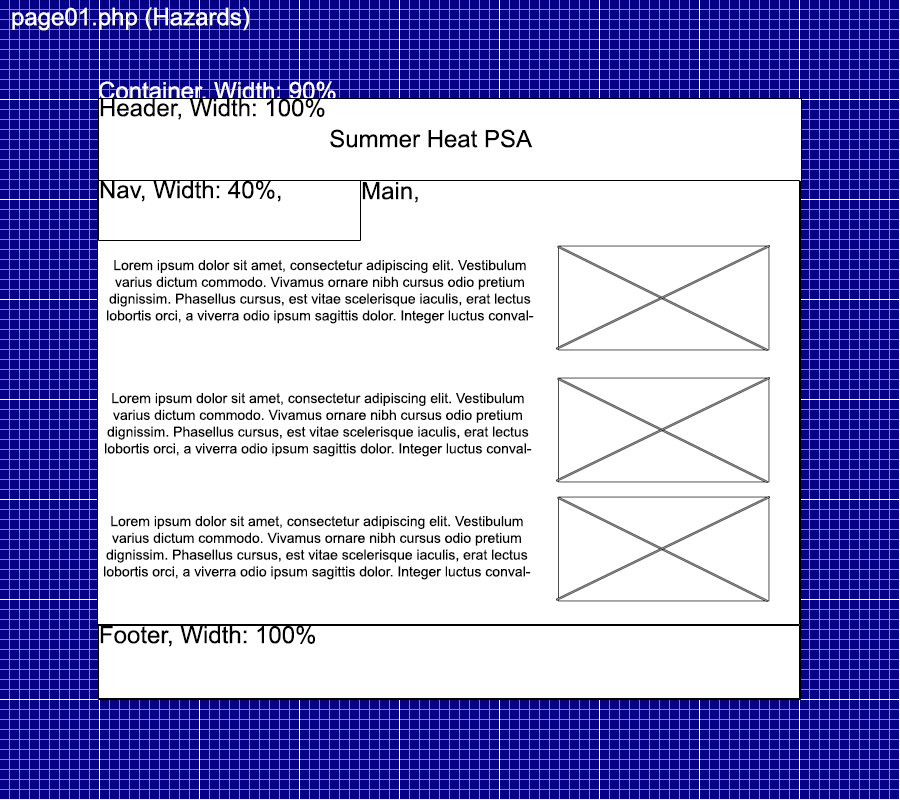 page01.php (Hazards)
Container, Width: 90%
Header, Width: 100%
Summer Heat PSA
Nav, Width: 40%,
Main,
Lorem ipsum dolor sit amet, consectetur adipiscing elit. Vestibulum
varius dictum commodo. Vivamus ornare nibh cursus odio pretium
dignissim. Phasellus cursus, est vitae scelerisque iaculis, erat lectus
lobortis orci, a viverra odio ipsum sagittis dolor. Integer luctus conval-
Lorem ipsum dolor sit amet, consectetur adipiscing elit. Vestibulum
varius dictum commodo. Vivamus ornare nibh cursus odio pretium
dignissim. Phasellus cursus, est vitae scelerisque iaculis, erat lectus
lobortis orci, a viverra odio ipsum sagittis dolor. Integer luctus conval-
Lorem ipsum dolor sit amet, consectetur adipiscing elit. Vestibulum
varius dictum commodo. Vivamus ornare nibh cursus odio pretium
dignissim. Phasellus cursus, est vitae scelerisque iaculis, erat lectus
lobortis orci, a viverra odio ipsum sagittis dolor. Integer luctus conval-
Footer, Width: 100%